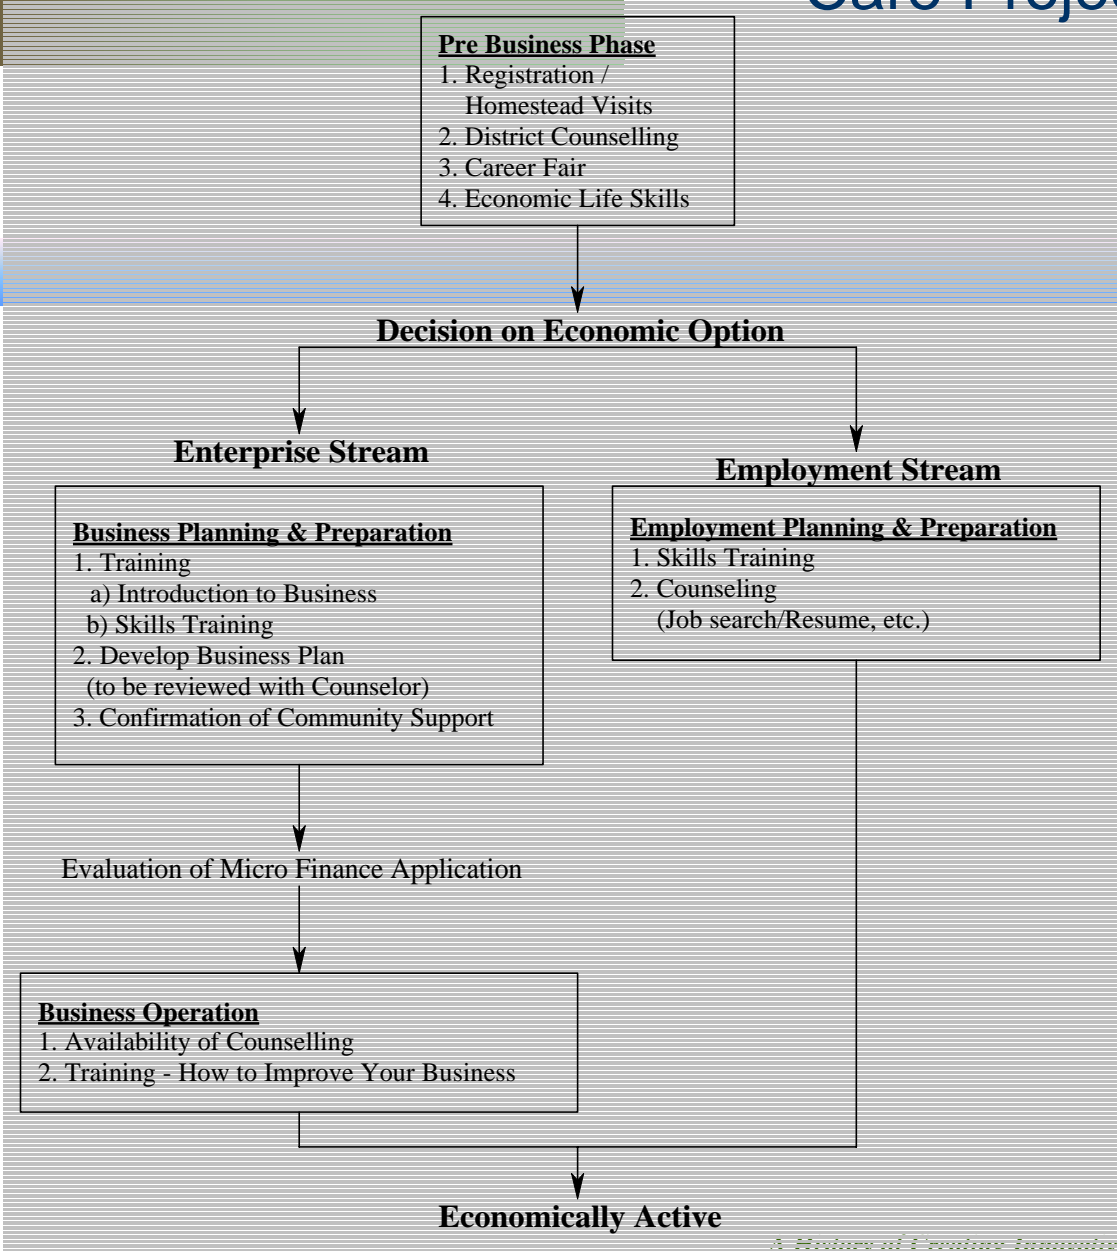 Pre Business Phase
1. Registration /
Homestead Visits
2. District Counselling
3. Career Fair
4. Economic Life Skills
Decision on Economic Option
Enterprise Stream
Employment Stream
Business Planning & Preparation
1. Training
a) Introduction to Business
b) Skills Training
2. Develop Business Plan
(to be reviewed with Counselor)
3. Confirmation of Community Support
Employment Planning & Preparation
1. Skills Training
2. Counseling
(Job search/Resume, etc.)
Evaluation of Micro Finance Application
Business Operation
1. Availability of Counselling
2. Training - How to Improve Your Business
Economically Active
A History of